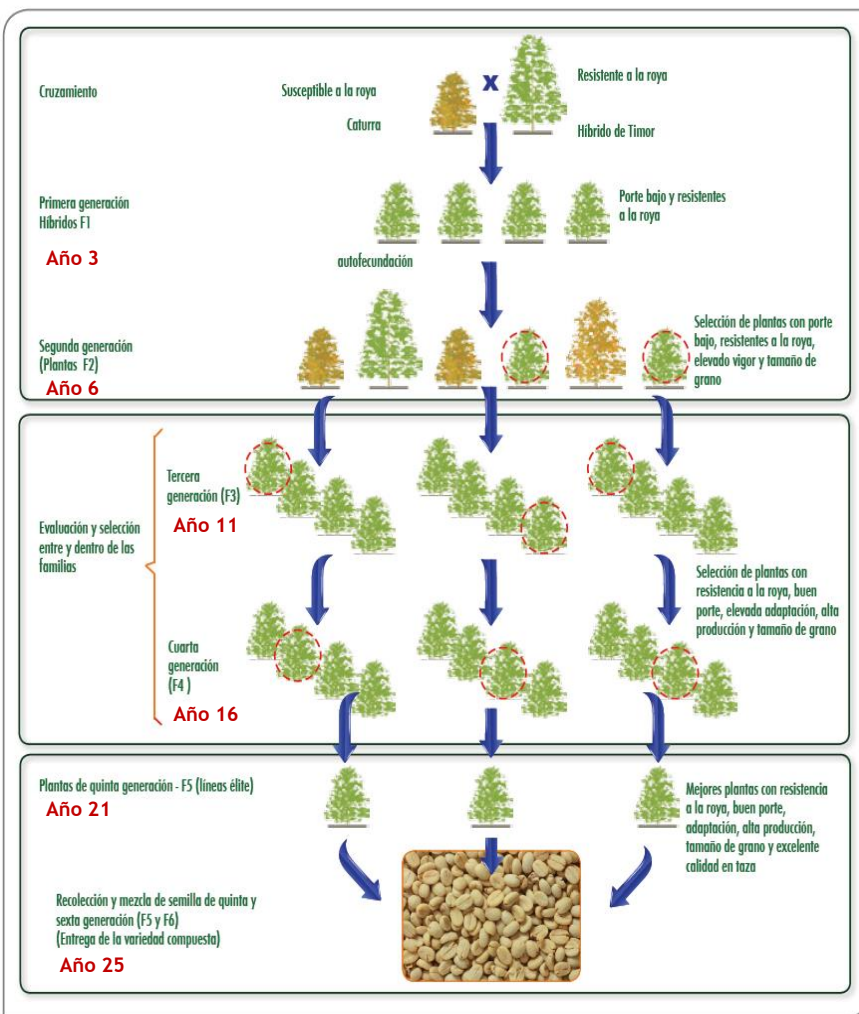 Cruzamiento
Susceptible a la roya
Caturra
X
Resistente a la roya
Híbrido de Timor
Primera generación
Híbridos F1
Año 3
Porte bajo y resistentes
a la roya
autofecundación
Segunda generación
(Plantas F2)
Año 6
Selección de plantas con porte
bajo, resistentes a la roya,
elevado vigor y tamaño de
grano
Evaluación y selección
entre y dentro de las
familias
Tercera
generación (F3)
Año 11
Selección de plantas con
resistencia a la roya, buen
porte, elevada adaptación, alta
producción y tamaño de grano
Cuarta
generación
(F4 )
Año 16
Plantas de quinta generación - F5 (líneas élite)
Año 21
Mejores plantas con resistencia
a la roya, buen porte,
adaptación, alta producción,
tamaño de grano y excelente
calidad en taza
Recolección y mezcla de semilla de quinta y
sexta generación (F5 y F6)
(Entrega de la variedad compuesta)
Año 25